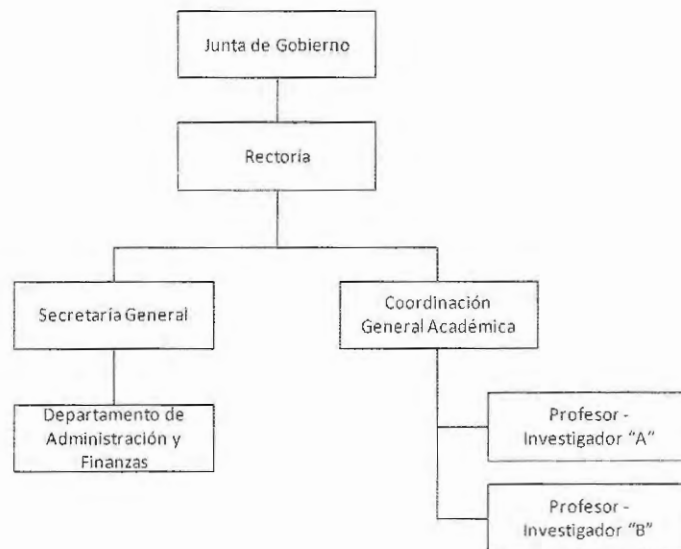 Junta de Gobierno
Rectoría
Secretaría General
Coordinación
General Académica
Departamento de
Administración y
Finanzas
Profesor -
Investigador "A"
Profesor -
Investigador "B"